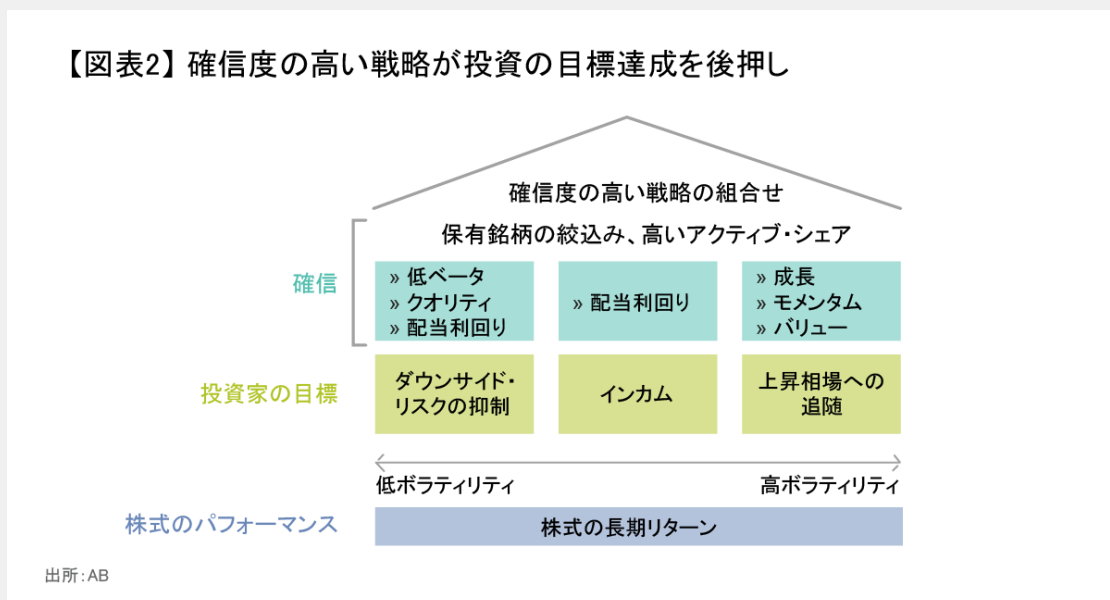 【図表2】 確信度の高い戦略が投資の目標達成を後押し
確信度の高い戦略の組合せ
保有銘柄の絞込み、高いアクティブ・シェア
確信
» 低ベータ
» クオリティ
» 配当利回り
» 配当利回り
» 成長
» モメンタム
» バリュー
投資家の目標
ダウンサイド・
リスクの抑制
インカム
上昇相場への
追随
低ボラティリティ
高ボラティリティ
株式のパフォーマンス
株式の長期リターン
出所：AB